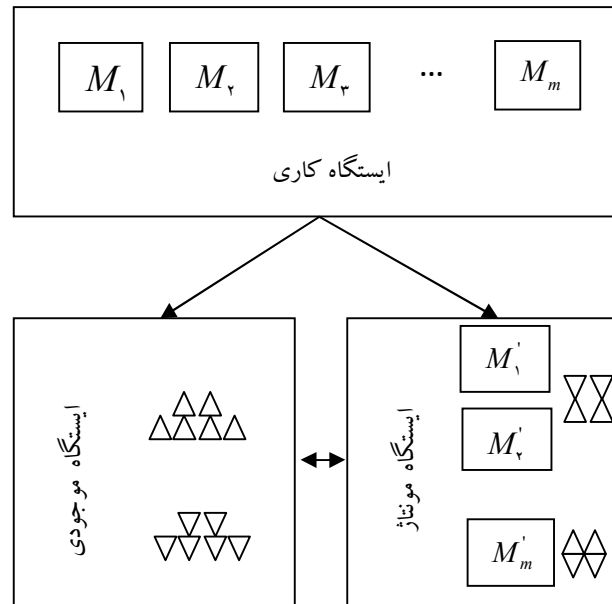 M۱ M۲ M۳ ... Mm
ایستگاه کاری
ایستگاه موجودی
ایستگاه مونتاژ
M'۱
M'۲
M'm